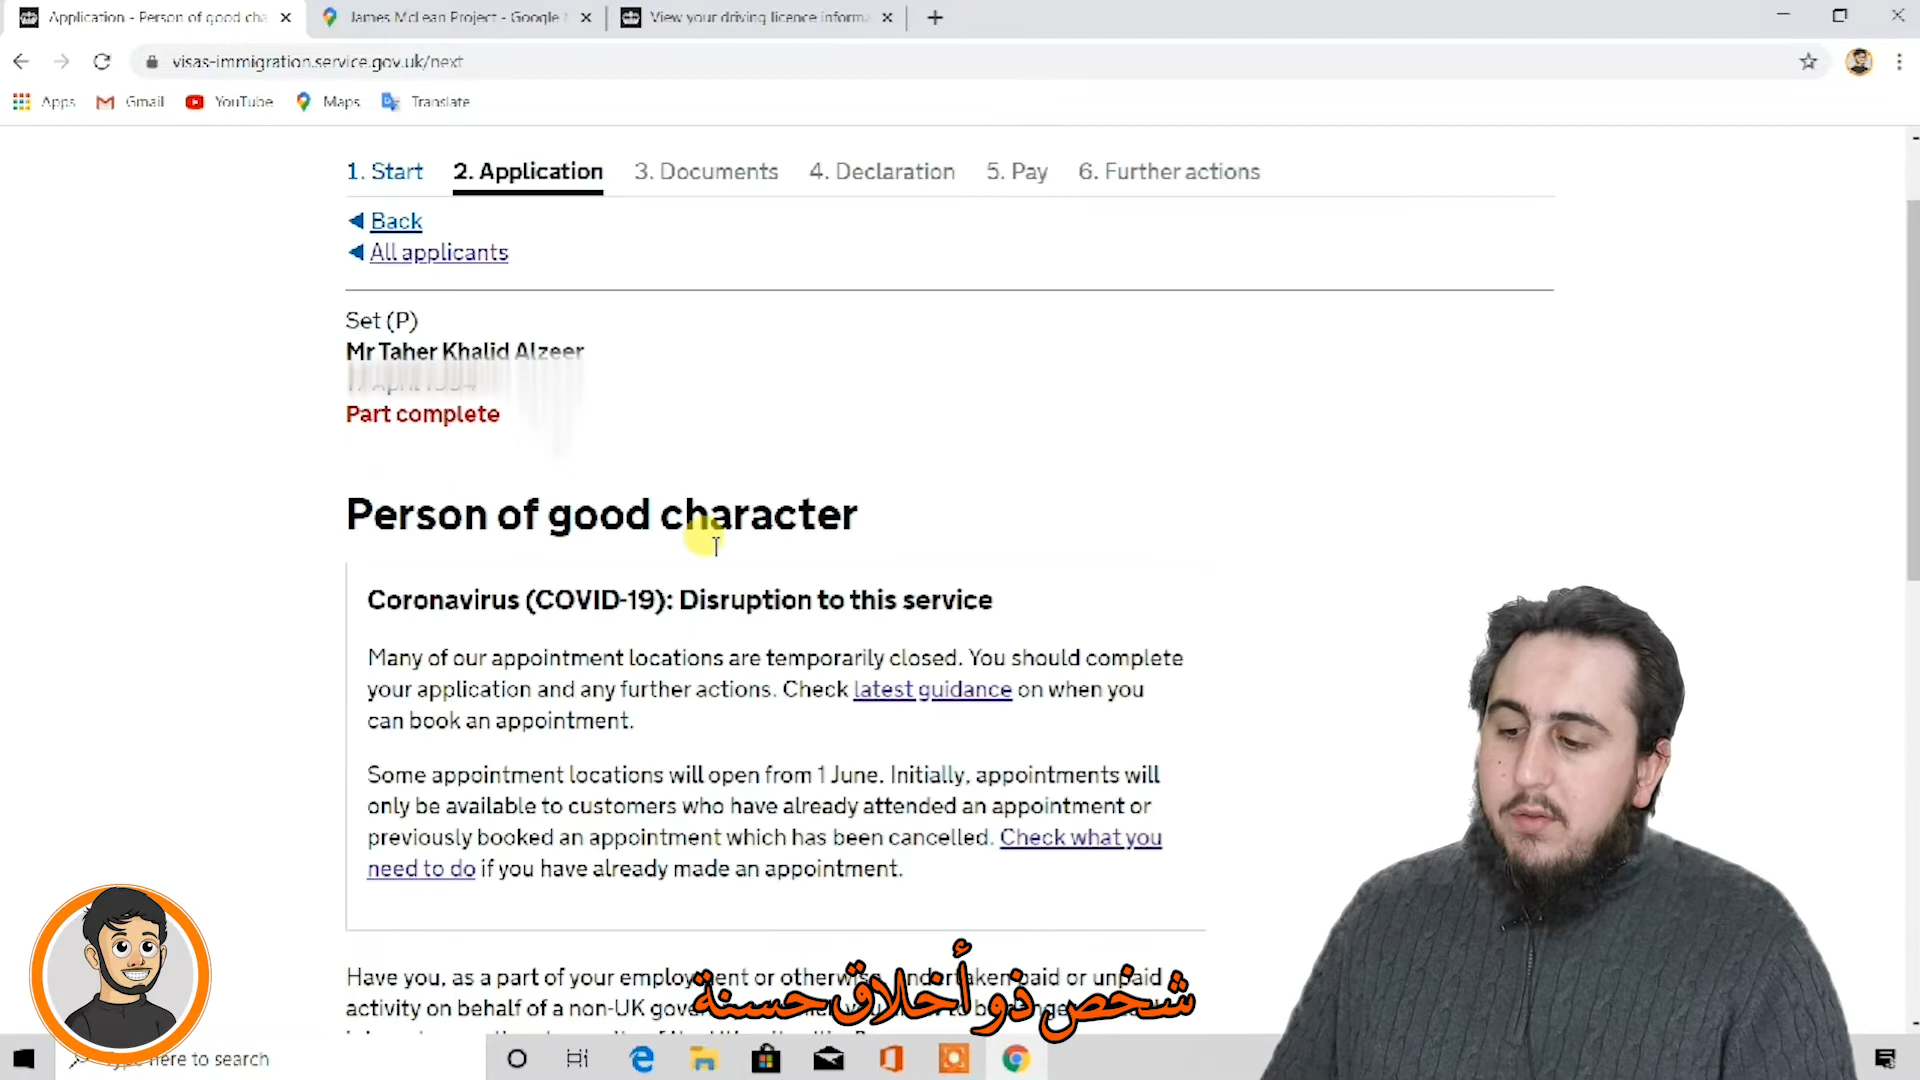 Application - Person of good cha
James McLean Project - Google
View your driving licence informa
visas-immigration.service.gov.uk/next
Apps Gmail YouTube Maps Translate
1. Start 2. Application 3. Documents 4. Declaration 5. Pay 6. Further actions
Back
All applicants
Set (P)
Mr Taher Khalid Alzeer
Part complete
Person of good character
Coronavirus (COVID-19): Disruption to this service
Many of our appointment locations are temporarily closed. You should complete
your application and any further actions. Check latest guidance on when you
can book an appointment.
Some appointment locations will open from 1 June. Initially, appointments will
only be available to customers who have already attended an appointment or
previously booked an appointment which has been cancelled. Check what you
need to do if you have already made an appointment.
Have you, as a part of your employment or otherwise, undertaken paid or unpaid
activity on behalf of a non-UK
شخص ذو أخلاق حسنة
here to search